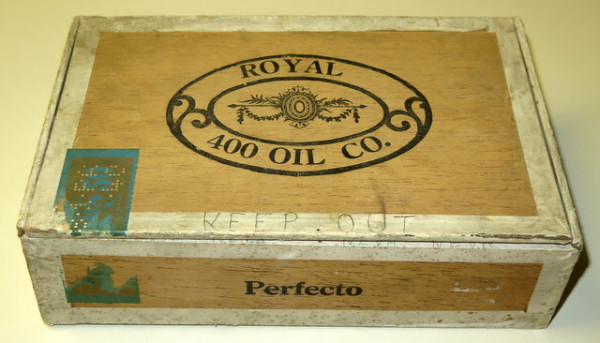 ROYAL
400 OIL CO.
KEEP OUT
Perfecto